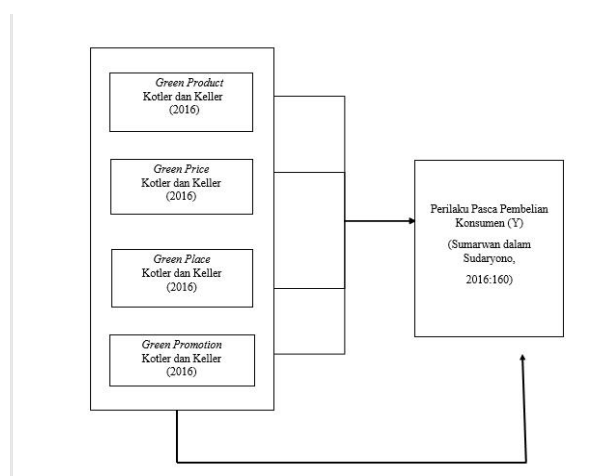 Green Product
Kotler dan Keller
(2016)
Green Price
Kotler dan Keller
(2016)
Green Place
Kotler dan Keller
(2016)
Green Promotion
Kotler dan Keller
(2016)
Perilaku Pasca Pembelian
Konsumen (Y)
(Sumarwan dalam
Sudaryono,
2016:160)